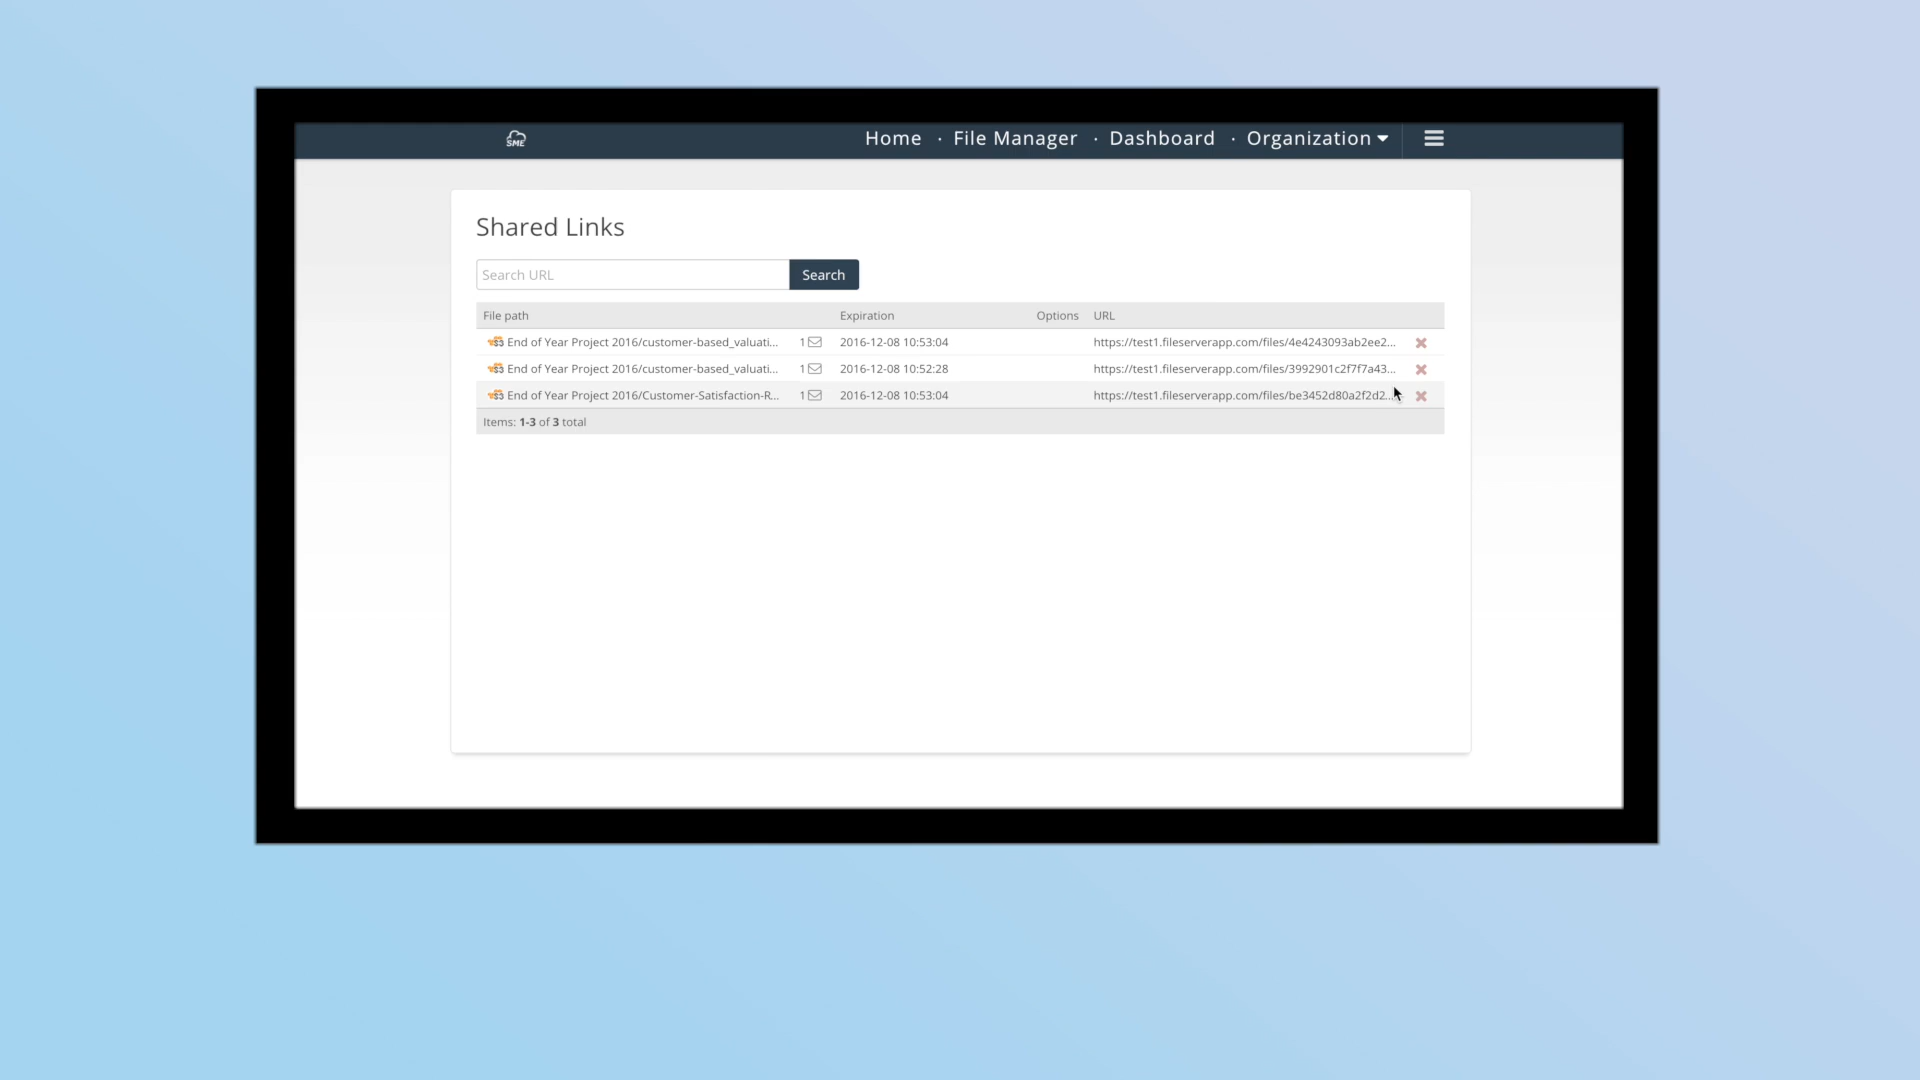 SME
Home · File Manager · Dashboard · Organization
Shared Links
Search URL Search
File path Expiration Options URL
End of Year Project 2016/customer-based_valuati... 1 2016-12-08 10:53:04 https://test1.fileserverapp.com/files/4e4243093ab2ee2...
End of Year Project 2016/customer-based_valuati... 1 2016-12-08 10:52:28 https://test1.fileserverapp.com/files/3992901c2f7f7a43...
End of Year Project 2016/Customer-Satisfaction-R... 1 2016-12-08 10:53:04 https://test1.fileserverapp.com/files/be3452d80a2f2d2...
Items: 1-3 of 3 total